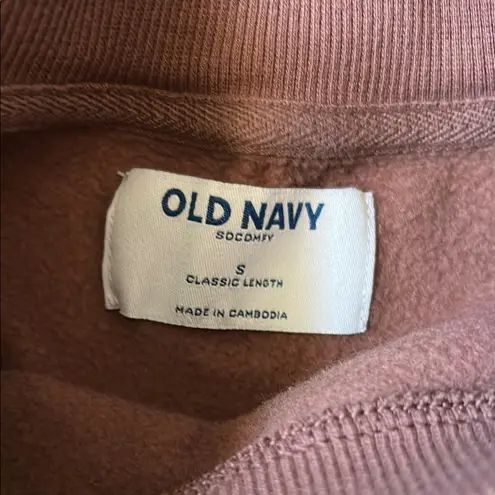 OLD NAVY
SOCOMFY
S
CLASSIC LENGTH
MADE IN CAMBODIA